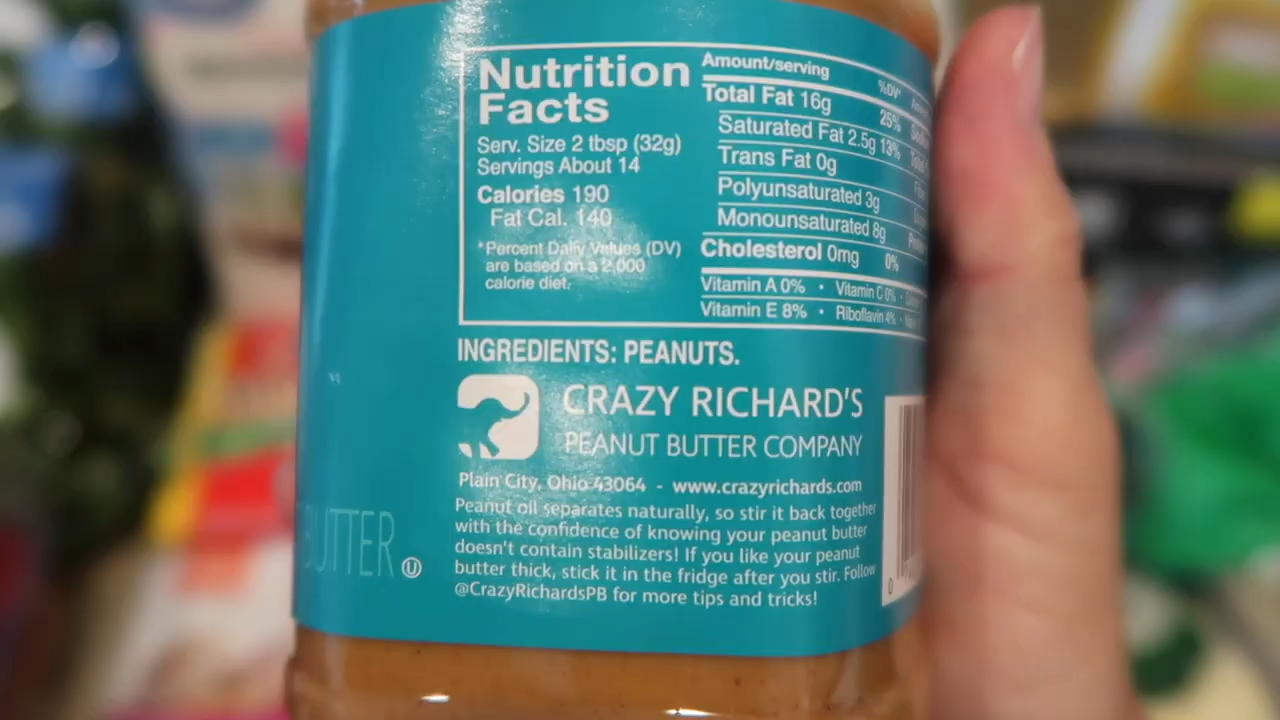 Nutrition
Facts
Serv. Size 2 tbsp (32g)
Servings About 14
Calories 190
Fat Cal. 140
*Percent Daily Values (DV)
are based on a 2,000
calorie diet.
Amount/serving %DV*
Total Fat 16g 25%
Saturated Fat 2.5g 13%
Trans Fat 0g
Polyunsaturated 3g
Monounsaturated 8g
Cholesterol 0mg 0%
Vitamin A 0% • Vitamin C 0% •
Vitamin E 8% • Riboflavin 4% •
INGREDIENTS: PEANUTS.
CRAZY RICHARD'S
PEANUT BUTTER COMPANY
Plain City, Ohio 43064 - www.crazyrichards.com
Peanut oil separates naturally, so stir it back together
with the confidence of knowing your peanut butter
doesn't contain stabilizers! If you like your peanut
butter thick, stick it in the fridge after you stir. Follow
@CrazyRichardsPB for more tips and tricks!
BUTTER
U
0